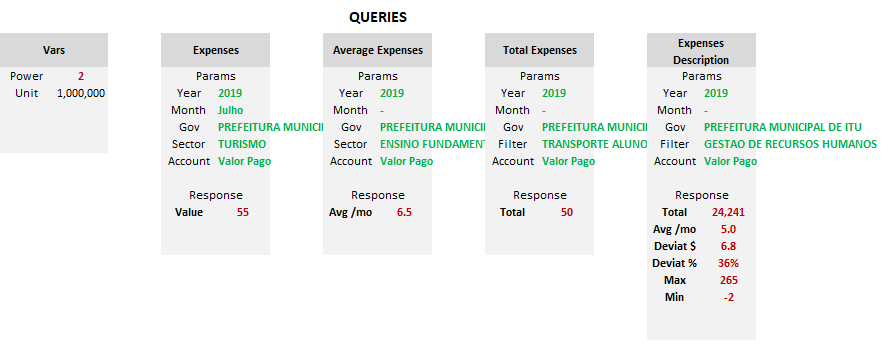 QUERIES
Vars
Power 2
Unit 1,000,000
Expenses
Params
Year 2019
Month Julho
Gov PREFEITURA MUNICI
Sector TURISMO
Account Valor Pago
Response
Value 55
Average Expenses
Params
Year 2019
Month -
Gov PREFEITURA MUNICI
Sector ENSINO FUNDAMEN
Account Valor Pago
Response
Avg /mo 6.5
Total Expenses
Params
Year 2019
Month -
Gov PREFEITURA MUNICI
Filter TRANSPORTE ALUNO
Account Valor Pago
Response
Total 50
Expenses
Description
Params
Year 2019
Month -
Gov PREFEITURA MUNICIPAL DE ITU
Filter GESTAO DE RECURSOS HUMANOS
Account Valor Pago
Response
Total 24,241
Avg /mo 5.0
Deviat $ 6.8
Deviat % 36%
Max 265
Min -2